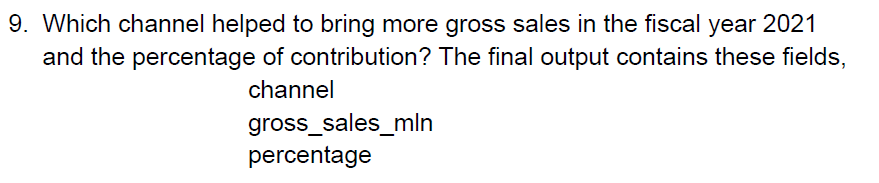 9. Which channel helped to bring more gross sales in the fiscal year 2021
and the percentage of contribution? The final output contains these fields,
channel
gross_sales_mln
percentage